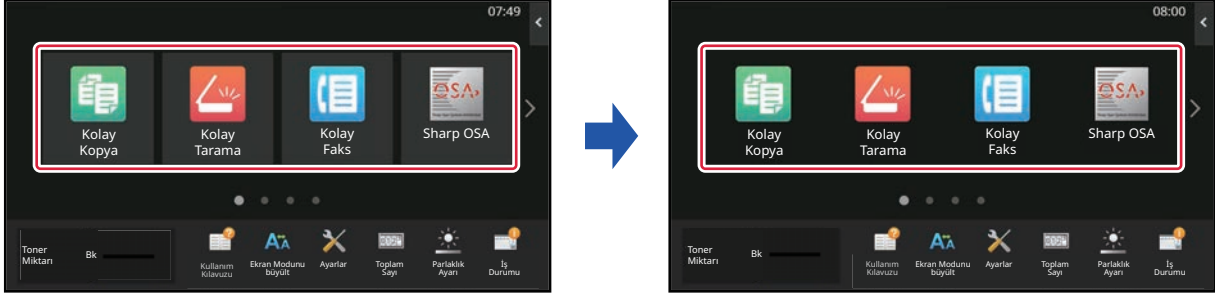 07:49
Kolay
Kopya
Kolay
Tarama
Kolay
Faks
OSA
Sharp OSA
Toner
Miktarı
Bk
Kullanım
Kılavuzu
Ekran Modunu
büyült
Ayarlar
Toplam
Sayı
Parlaklık
Ayarı
İş
Durumu
08:00
Kolay
Kopya
Kolay
Tarama
Kolay
Faks
OSA
Sharp OSA
Toner
Miktarı
Bk
Kullanım
Kılavuzu
Ekran Modunu
büyült
Ayarlar
Toplam
Sayı
Parlaklık
Ayarı
İş
Durumu